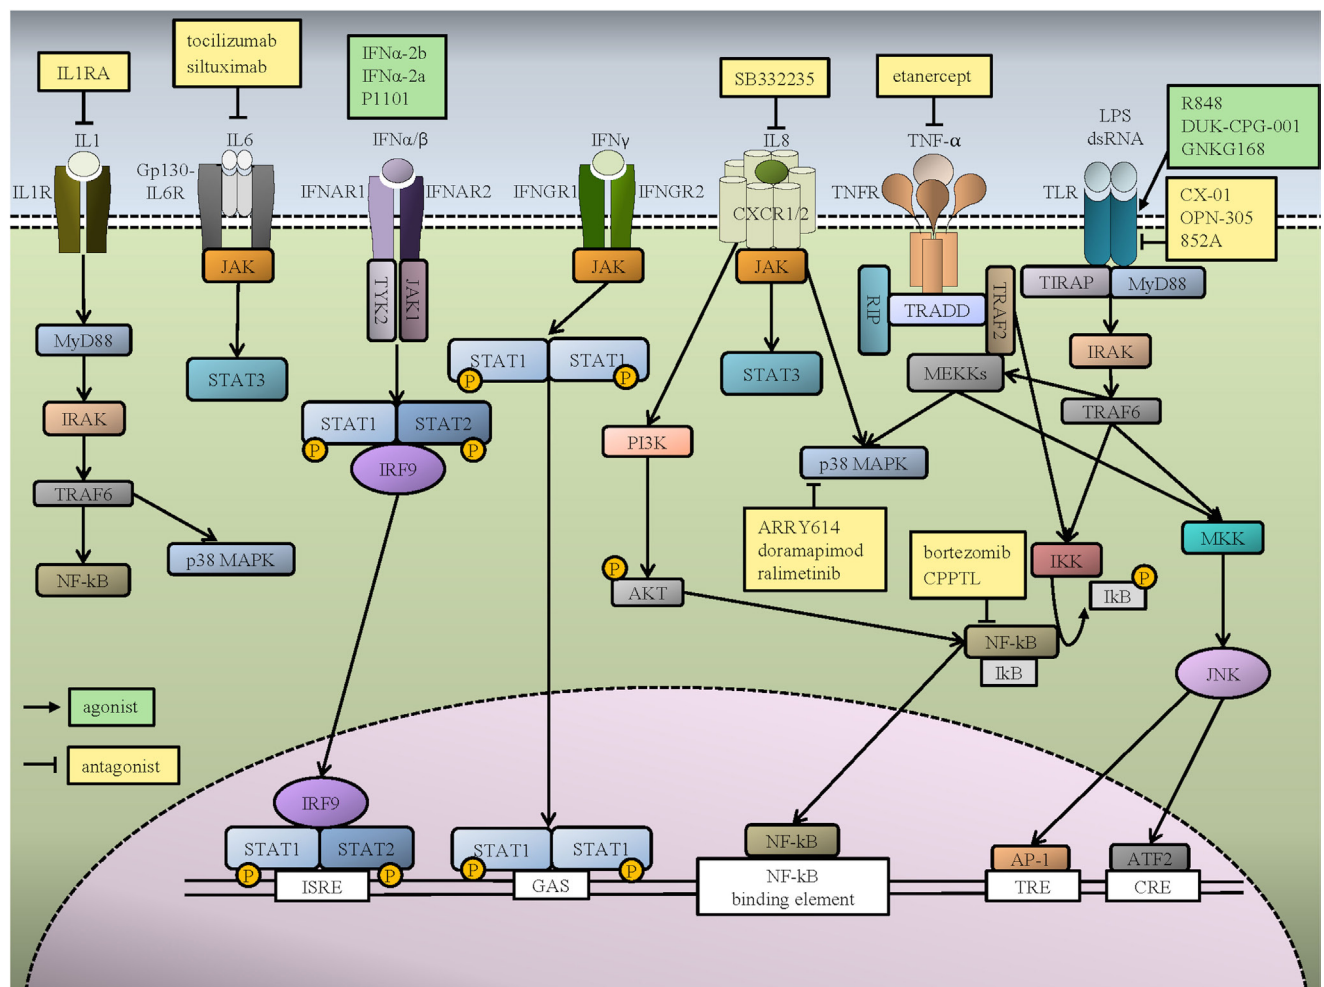 IL1RA
tocilizumab
siltuximab
IFNα-2b
IFNα-2a
P1101
SB332235
etanercept
R848
DUK-CPG-001
GNKG168
CX-01
OPN-305
852A
IL1
IL6
IFNα/β
IFNγ
IL8
TNF-α
LPS
dsRNA
IL1R
Gp130-
IL6R
IFNAR1
IFNAR2
IFNGR1
IFNGR2
CXCR1/2
TNFR
TLR
JAK
TYK2
JAK1
JAK
JAK
RIP
TRADD
TRAF2
TIRAP
MyD88
MyD88
STAT3
STAT1
STAT1
P
P
STAT3
MEKKs
IRAK
IRAK
STAT1
STAT2
P
P
IRF9
PI3K
p38 MAPK
TRAF6
TRAF6
p38 MAPK
NF-kB
ARRY614
doramapimod
ralimetinib
bortezomib
CPPTL
IKK
MKK
P
AKT
P
IkB
NF-kB
IkB
JNK
agonist
antagonist
IRF9
STAT1
STAT2
P
P
ISRE
STAT1
STAT1
P
P
GAS
NF-kB
NF-kB
binding element
AP-1
TRE
ATF2
CRE